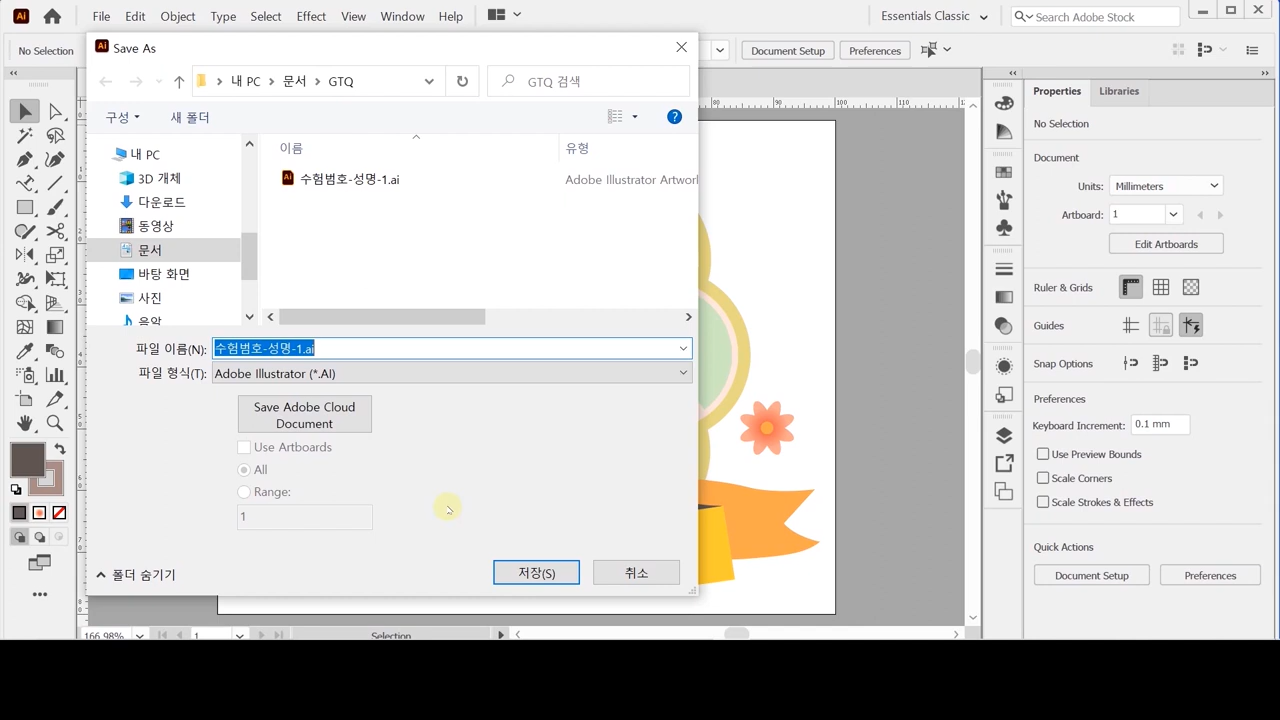 Ai File Edit Object Type Select Effect View Window Help Essentials Classic Search Adobe Stock
No Selection Document Setup Preferences
Ai Save As
내 PC 문서 GTQ GTQ 검색
구성 새 폴더
이름 유형
내 PC
3D 개체
다운로드
동영상
문서
바탕 화면
사진
음악
Ai 수험번호-성명-1.ai Adobe Illustrator Artwork
파일 이름(N): 수험범호-성명-1.ai
파일 형식(T): Adobe Illustrator (*.AI)
Save Adobe Cloud
Document
Use Artboards
All
Range:
1
폴더 숨기기 저장(S) 취소
80 90 100 110
Properties Libraries
No Selection
Document
Units: Millimeters
Artboard: 1
Edit Artboards
Ruler & Grids
Guides
Snap Options
Preferences
Keyboard Increment: 0.1 mm
Use Preview Bounds
Scale Corners
Scale Strokes & Effects
Quick Actions
Document Setup Preferences
166.98% 1 Selection